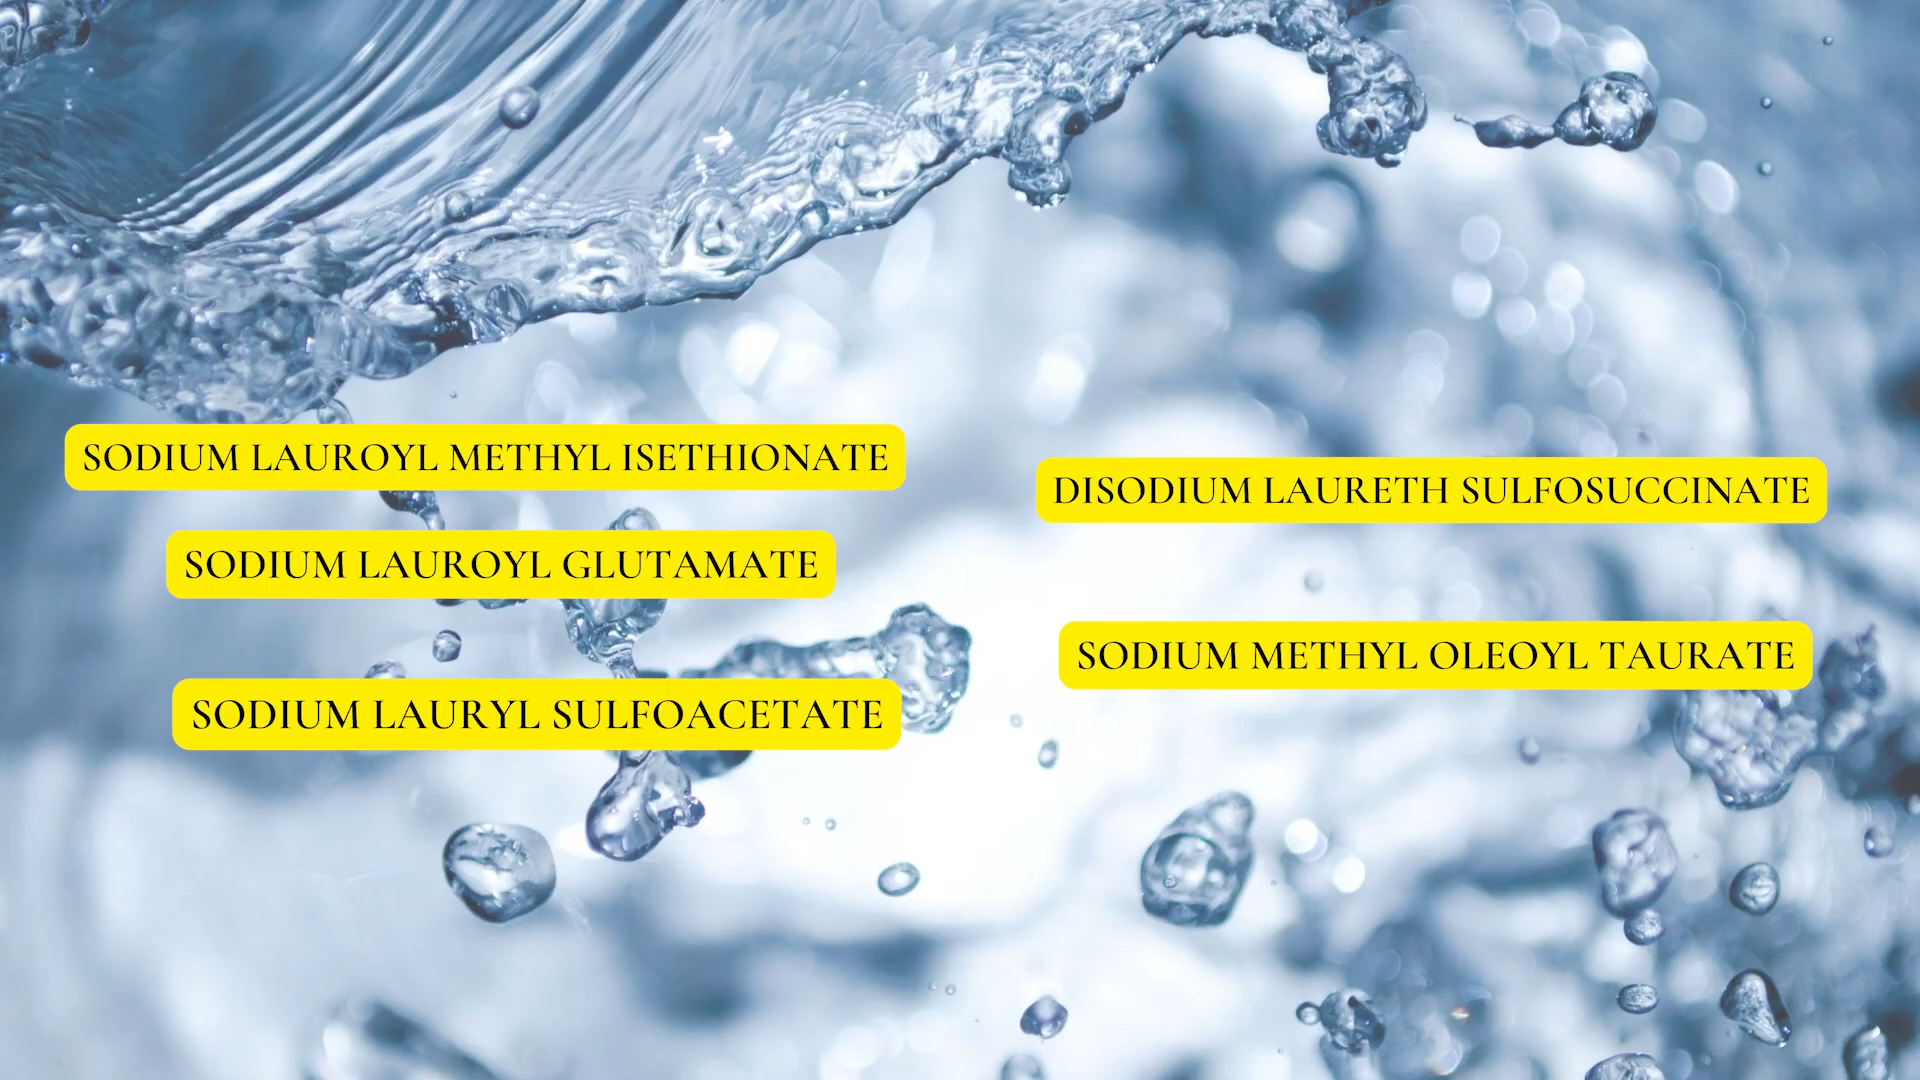 SODIUM LAUROYL METHYL ISETHIONATE
SODIUM LAUROYL GLUTAMATE
SODIUM LAURYL SULFOACETATE
DISODIUM LAURETH SULFOSUCCINATE
SODIUM METHYL OLEOYL TAURATE